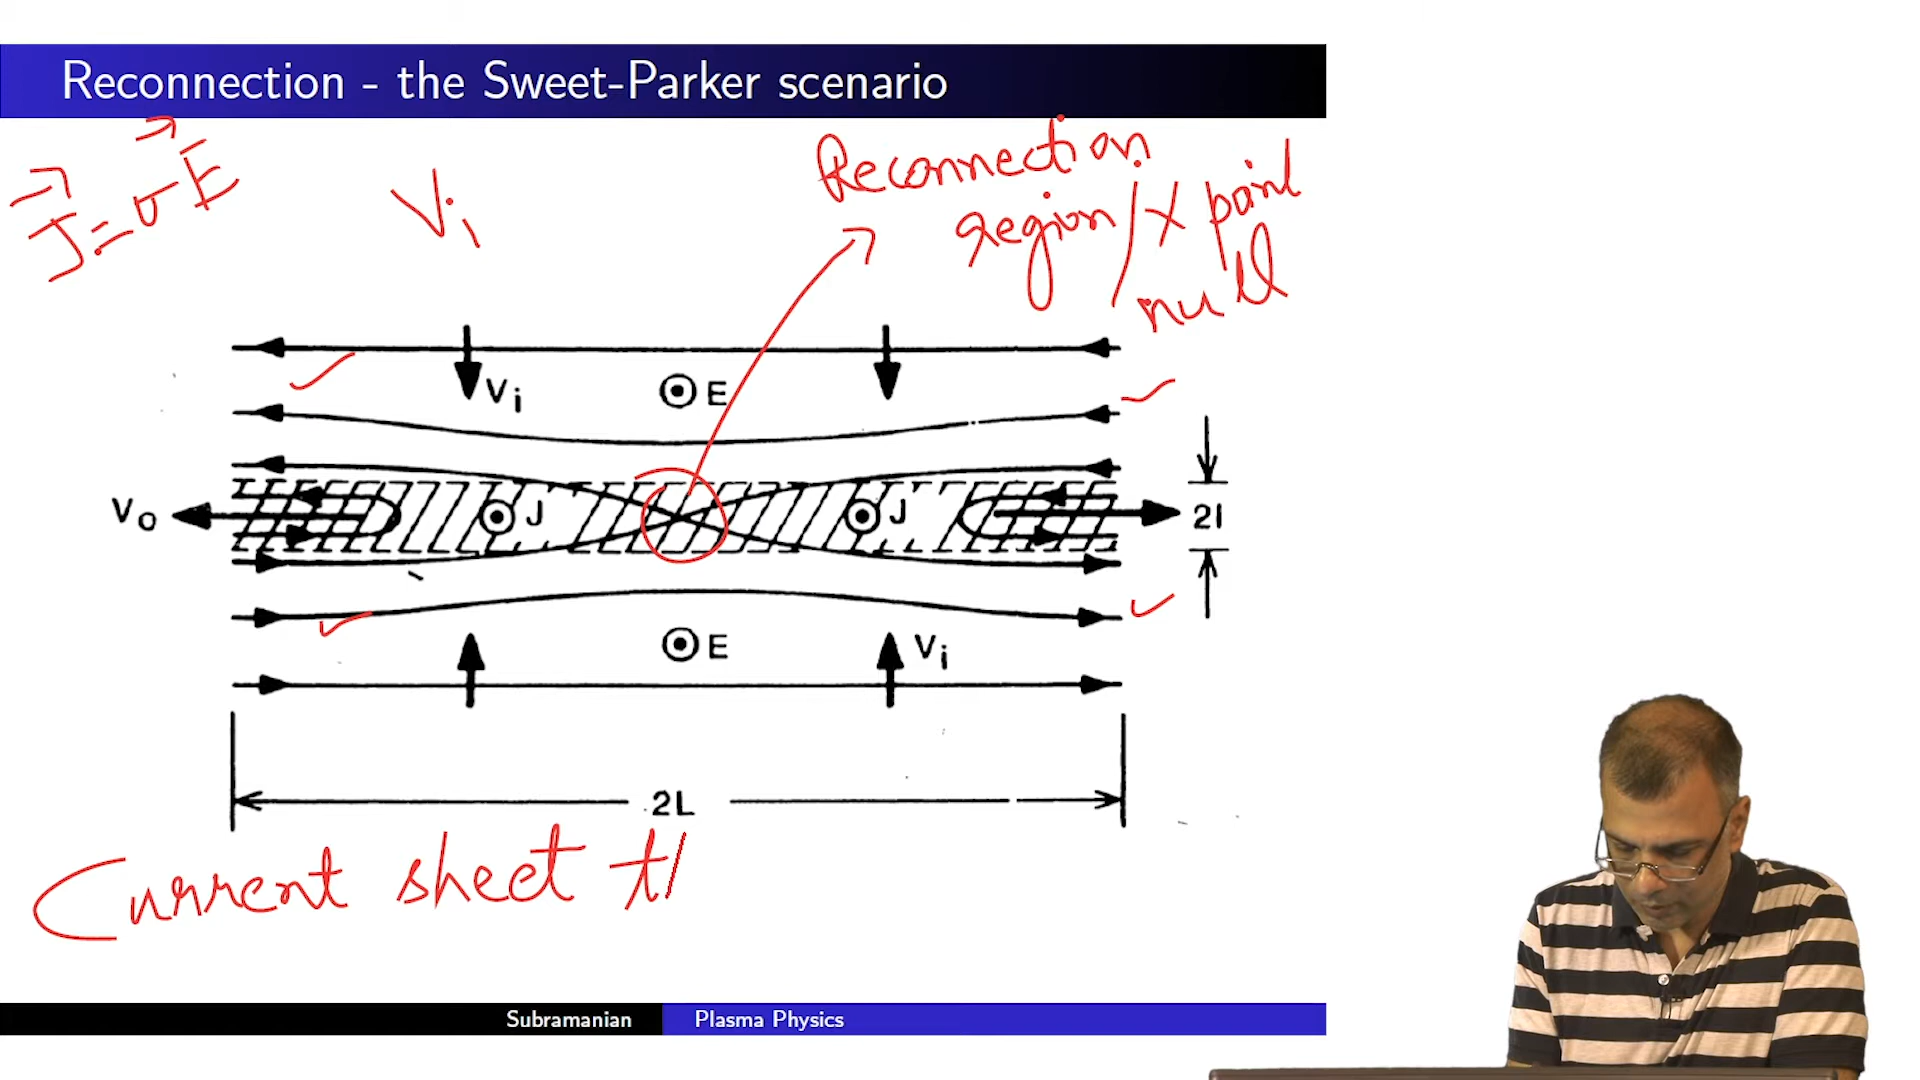 Reconnection - the Sweet-Parker scenario
J = σE
Vi
Reconnection
region / X point
null
Vi
E
Vo
J
J
2l
E
Vi
2L
Current sheet th
Subramanian
Plasma Physics